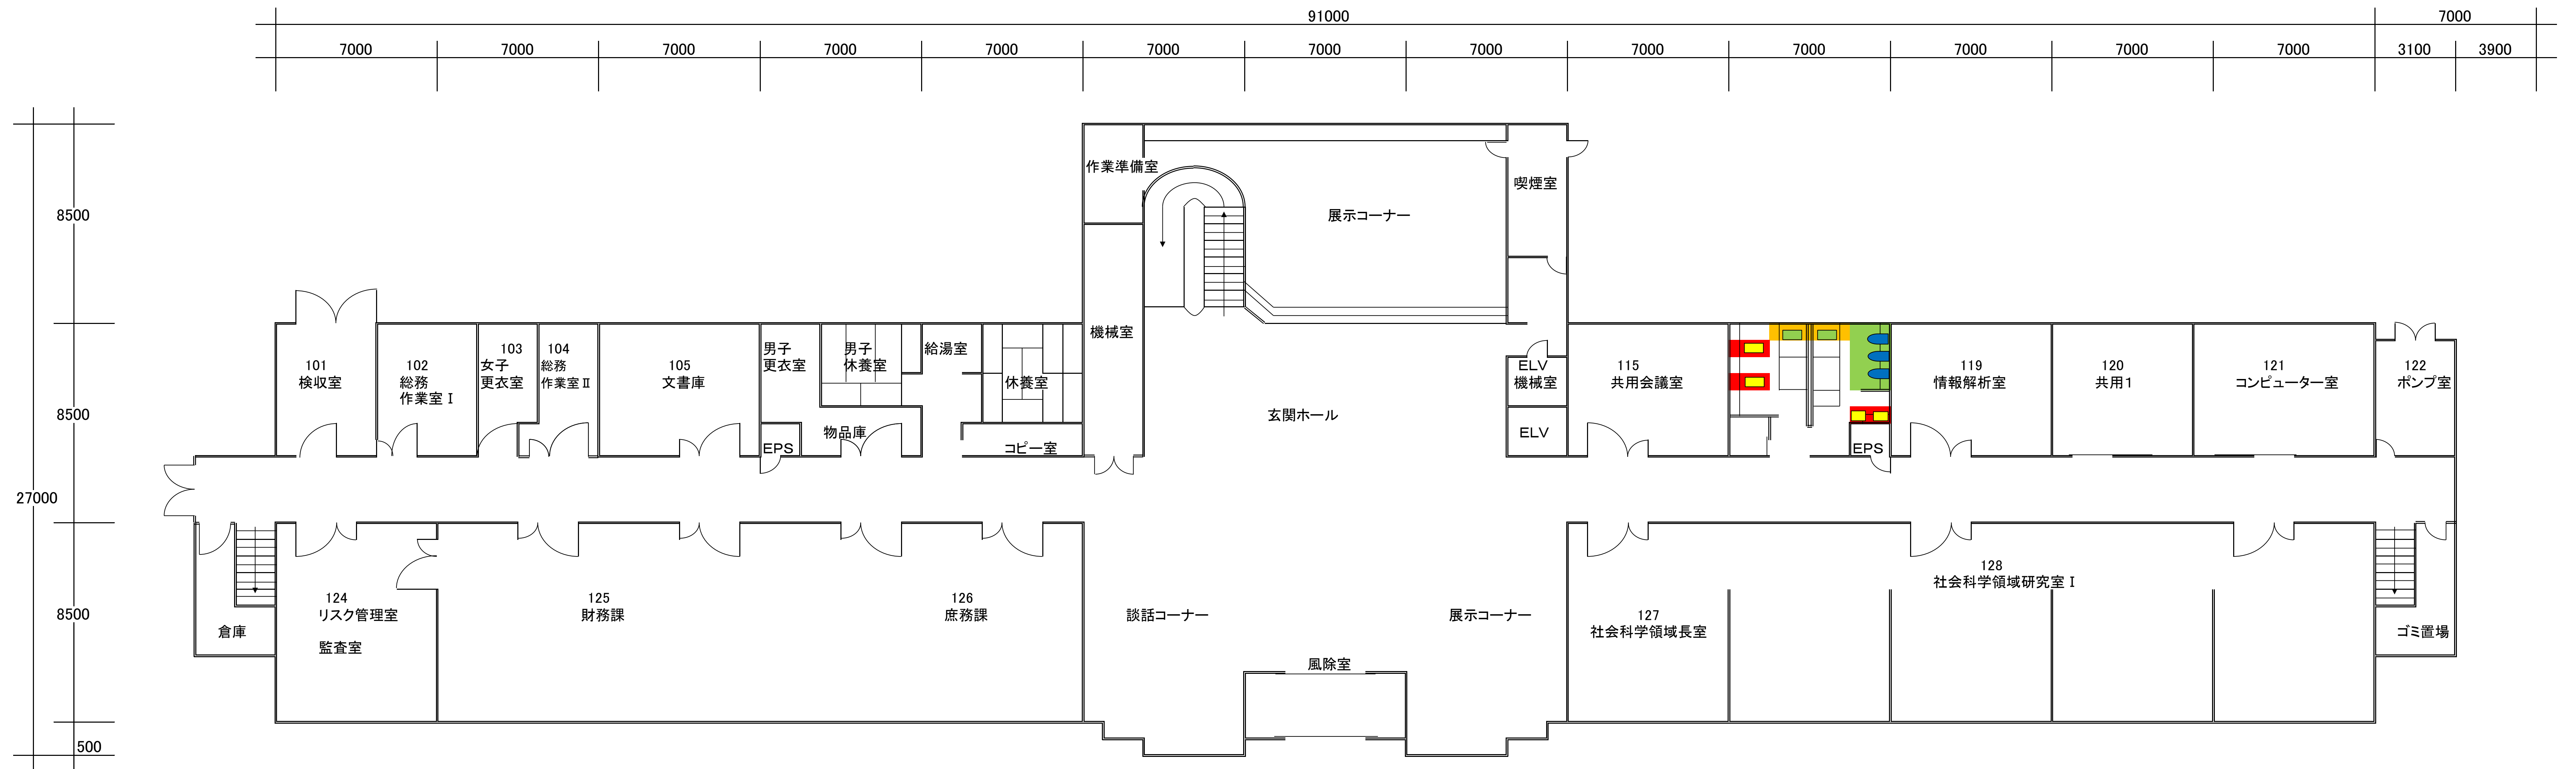 91000
7000
7000
7000
7000
7000
7000
7000
7000
7000
7000
7000
7000
7000
7000
3100
3900
8500
8500
27000
8500
500
作業準備室
喫煙室
展示コーナー
機械室
101
検収室
102
総務
作業室Ⅰ
103
女子
更衣室
104
総務
作業室Ⅱ
105
文書庫
男子
更衣室
男子
休養室
給湯室
休養室
物品庫
EPS
コピー室
玄関ホール
ELV
機械室
ELV
115
共用会議室
EPS
119
情報解析室
120
共用1
121
コンピューター室
122
ポンプ室
倉庫
124
リスク管理室
監査室
125
財務課
126
庶務課
談話コーナー
展示コーナー
風除室
127
社会科学領域長室
128
社会科学領域研究室Ⅰ
ゴミ置場